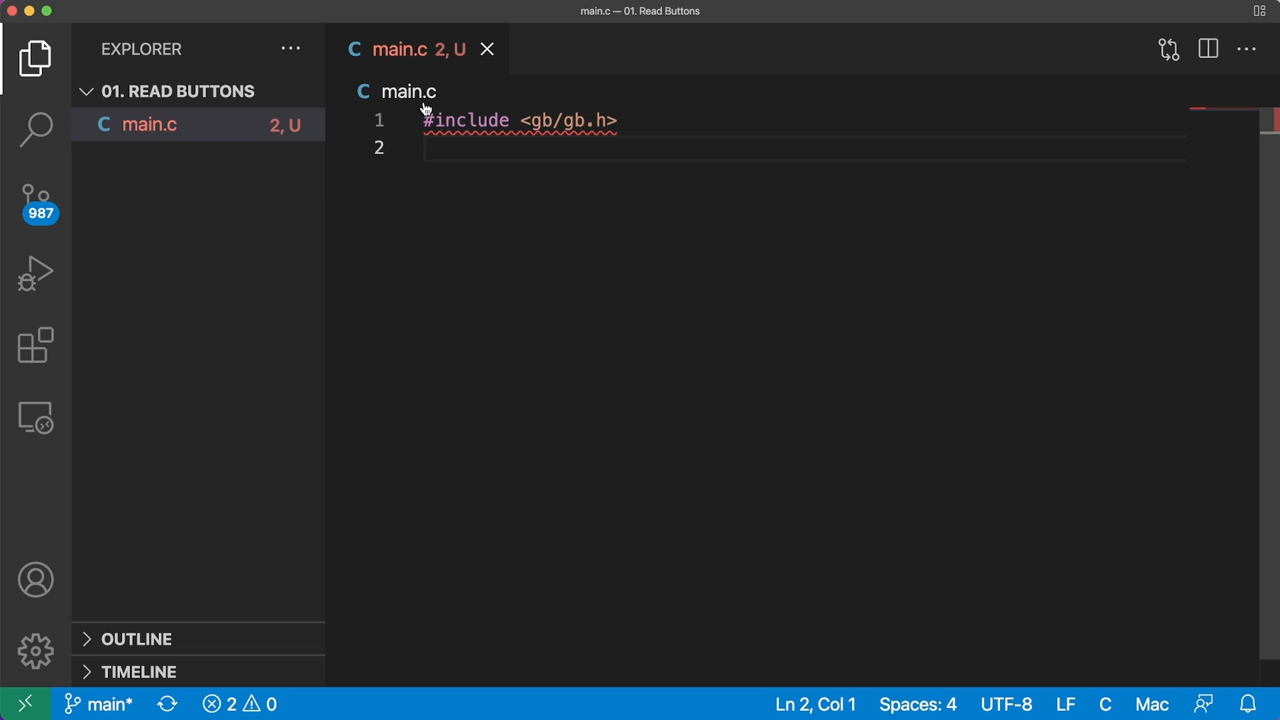 main.c — 01. Read Buttons
EXPLORER
main.c 2, U
01. READ BUTTONS
main.c
main.c 2, U
1 #include <gb/gb.h>
2
987
OUTLINE
TIMELINE
main* 2 0 Ln 2, Col 1 Spaces: 4 UTF-8 LF C Mac